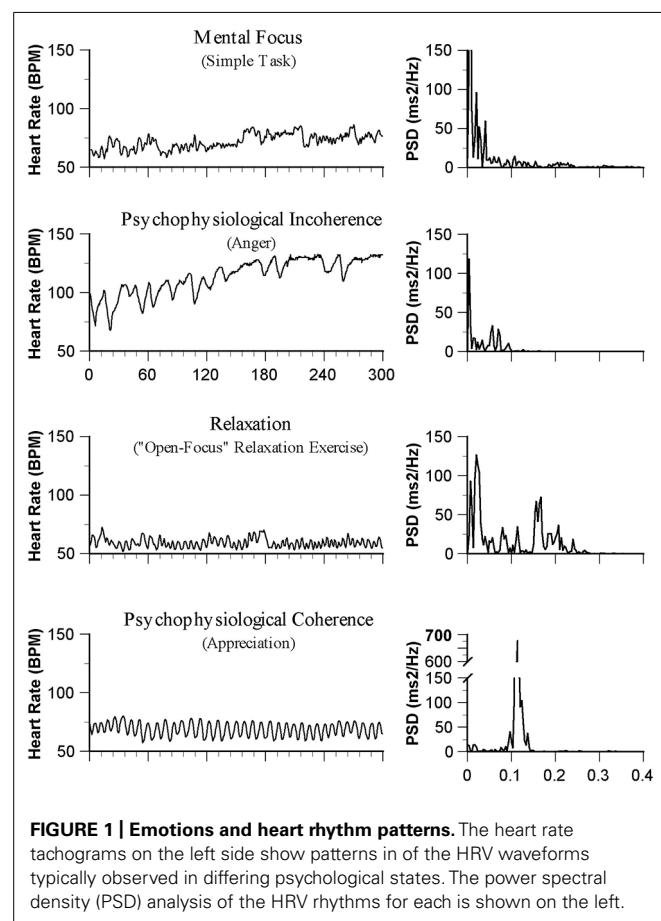 Mental Focus
(Simple Task)
Heart Rate (BPM)
150
100
50
PSD (ms2/Hz)
150
100
50
0
Psychophysiological Incoherence
(Anger)
Heart Rate (BPM)
150
100
50
0 60 120 180 240 300
PSD (ms2/Hz)
150
100
50
0
Relaxation
("Open-Focus" Relaxation Exercise)
Heart Rate (BPM)
150
100
50
PSD (ms2/Hz)
150
100
50
0
Psychophysiological Coherence
(Appreciation)
Heart Rate (BPM)
150
100
50
PSD (ms2/Hz)
700
600
150
100
50
0
0 0.1 0.2 0.3 0.4
FIGURE 1 | Emotions and heart rhythm patterns. The heart rate
tachograms on the left side show patterns in of the HRV waveforms
typically observed in differing psychological states. The power spectral
density (PSD) analysis of the HRV rhythms for each is shown on the left.